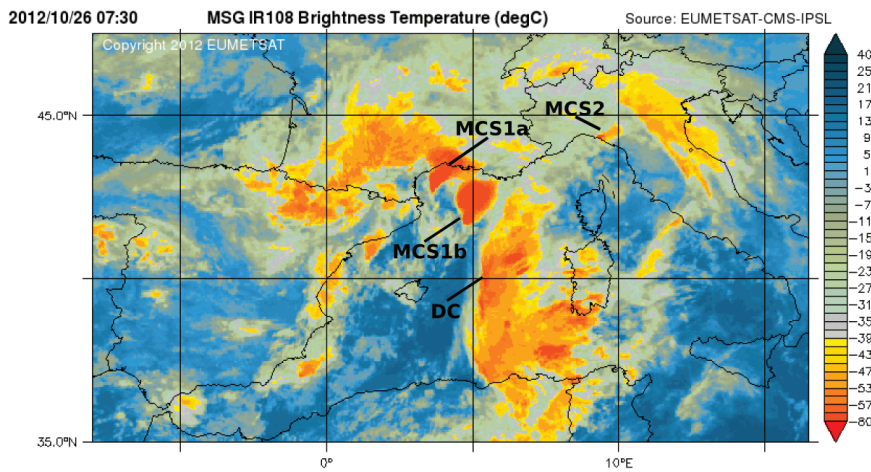 2012/10/26 07:30 MSG IR108 Brightness Temperature (degC) Source: EUMETSAT-CMS-IPSL
Copyright 2012 EUMETSAT
45.0°N
35.0°N
0°
10°E
MCS2
MCS1a
MCS1b
DC
40
25
21
17
13
9
5
1
-3
-7
-11
-15
-19
-23
-27
-31
-35
-39
-43
-47
-53
-57
-80